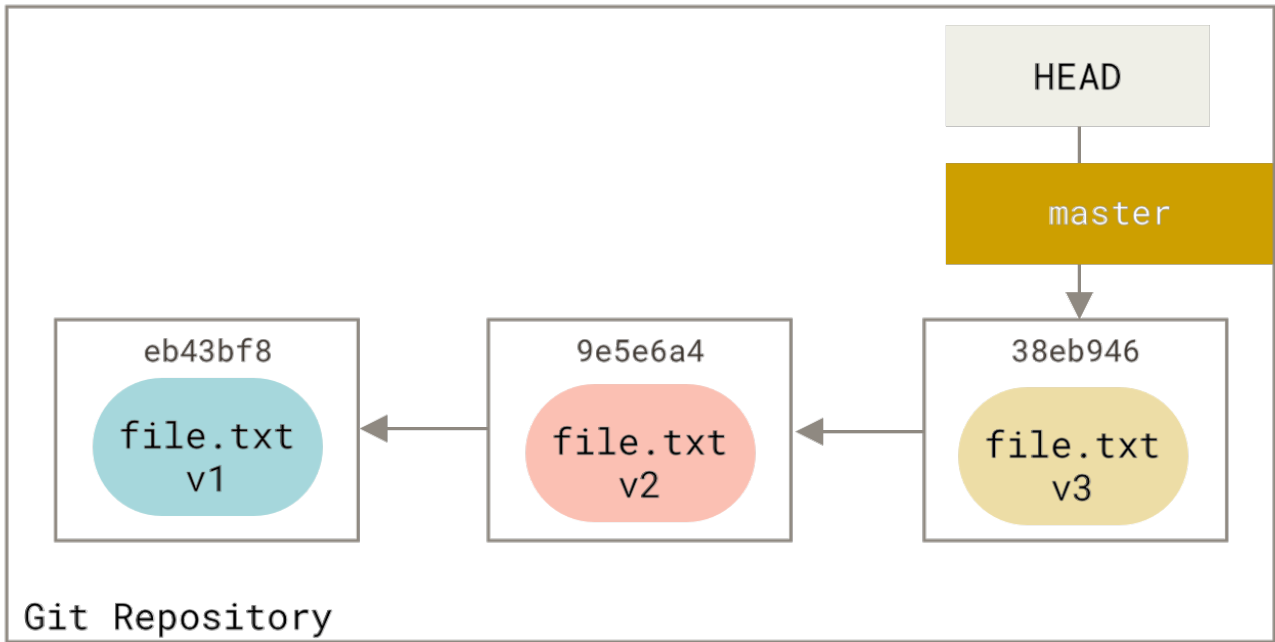 HEAD
master
eb43bf8
9e5e6a4
38eb946
file.txt
v1
file.txt
v2
file.txt
v3
Git Repository